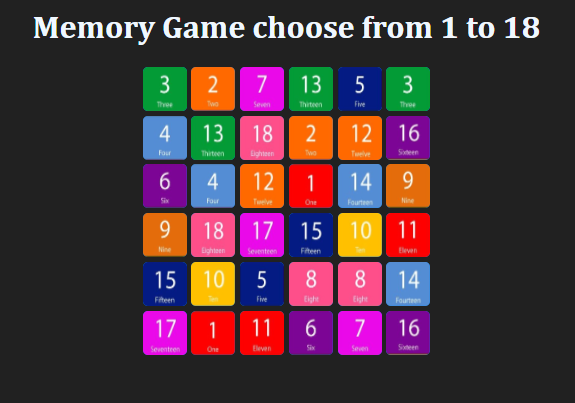 Memory Game choose from 1 to 18
3 2 7 13 5 3
Three Two Seven Thirteen Five Three
4 13 18 2 12 16
Four Thirteen Eighteen Two Twelve Sixteen
6 4 12 1 14 9
Six Four Twelve One Fourteen Nine
9 18 17 15 10 11
Nine Eighteen Seventeen Fifteen Ten Eleven
15 10 5 8 8 14
Fifteen Ten Five Eight Eight Fourteen
17 1 11 6 7 16
Seventeen One Eleven Six Seven Sixteen